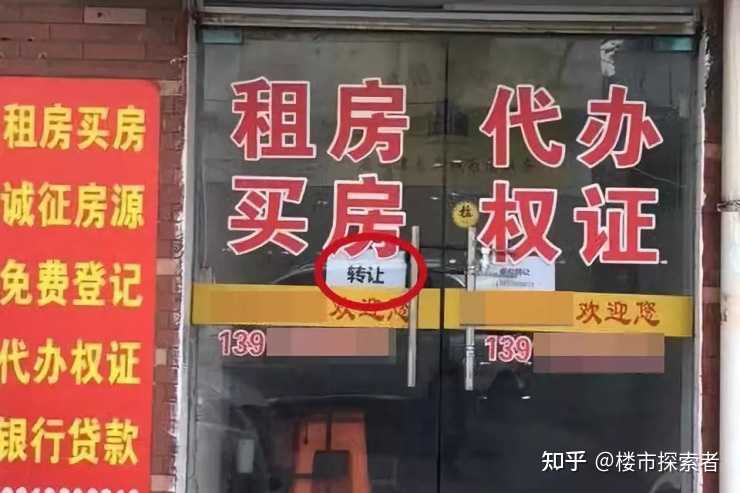 租房买房
诚征房源
免费登记
代办权证
银行贷款
租房
买房
转让
欢迎您
139
代办
权证
拉
欢迎您
139
知乎 @楼市探索者